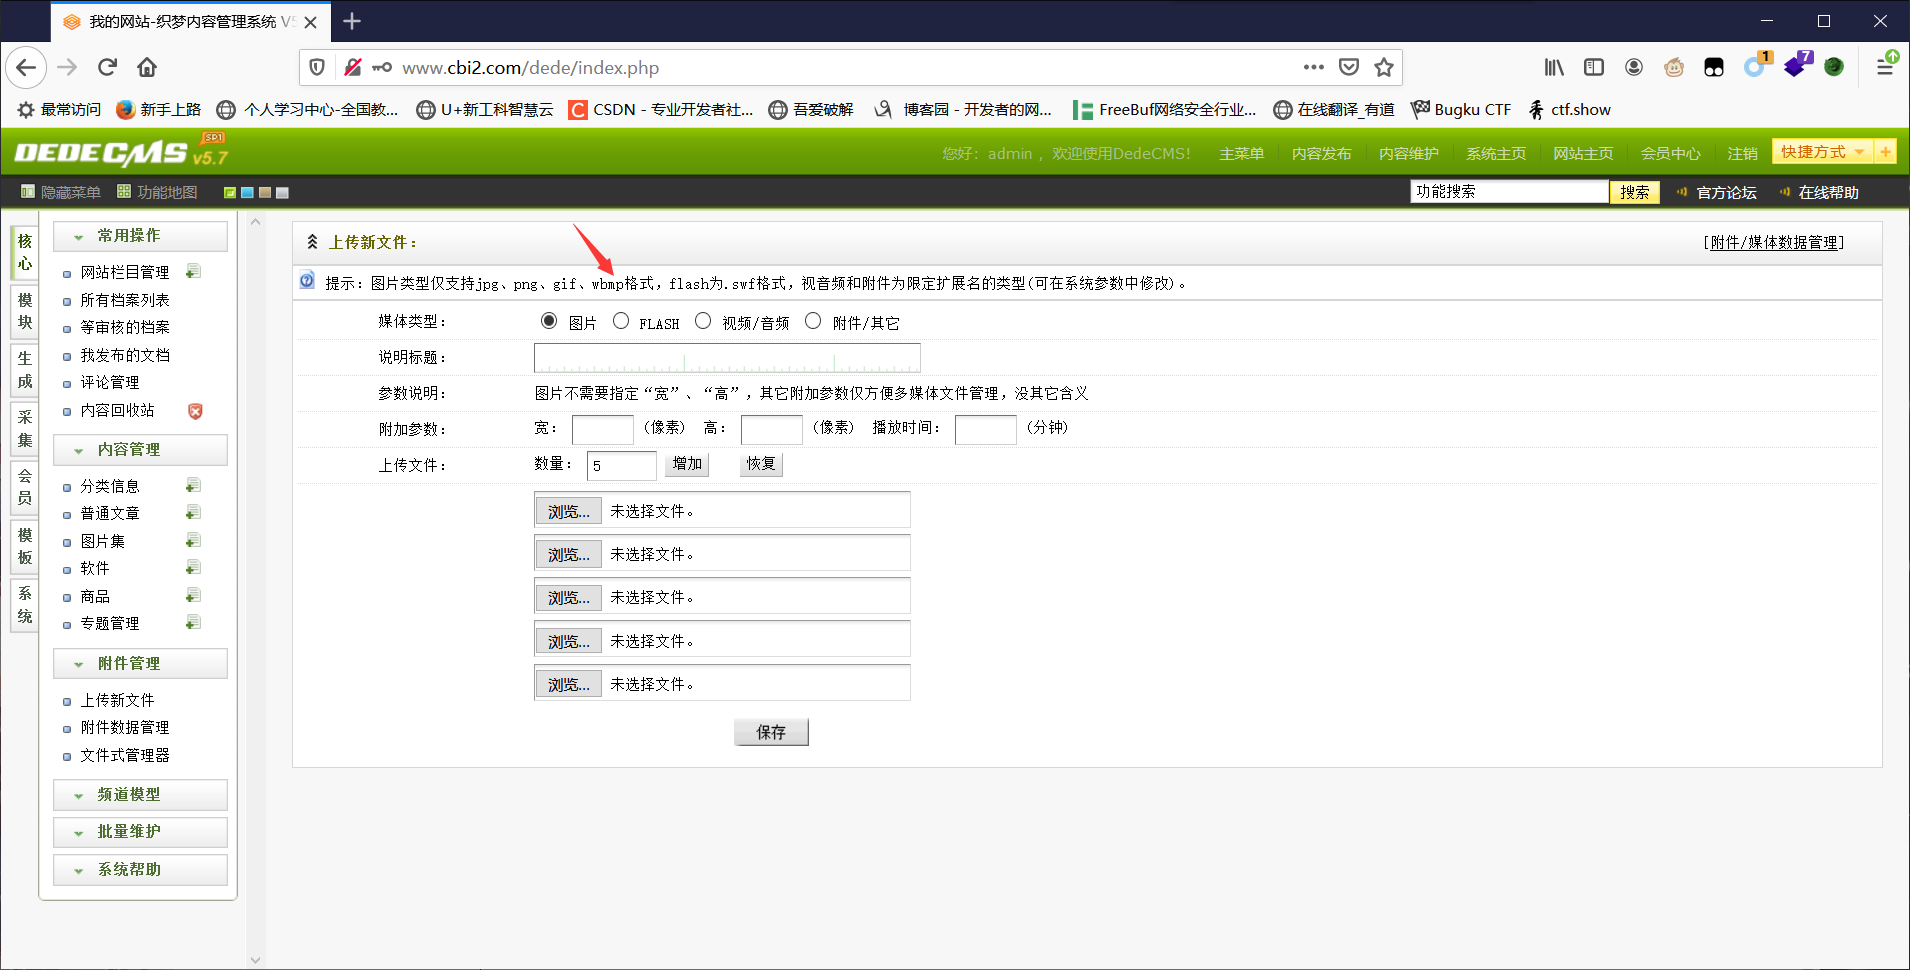 我的网站-织梦内容管理系统 V5
www.cbi2.com/dede/index.php
1
7
最常访问
新手上路
个人学习中心-全国教...
U+新工科智慧云
CSDN - 专业开发者社...
吾爱破解
博客园 - 开发者的网...
FreeBuf网络安全行业...
在线翻译_有道
Bugku CTF
ctf.show
DEDECMS v5.7 SP1
您好：admin ，欢迎使用DedeCMS!
主菜单
内容发布
内容维护
系统主页
网站主页
会员中心
注销
快捷方式
隐藏菜单
功能地图
功能搜索
搜索
官方论坛
在线帮助
核心
模块
生成
采集
会员
模板
系统
常用操作
网站栏目管理
所有档案列表
等审核的档案
我发布的文档
评论管理
内容回收站
内容管理
分类信息
普通文章
图片集
软件
商品
专题管理
附件管理
上传新文件
附件数据管理
文件式管理器
频道模型
批量维护
系统帮助
上传新文件：
[附件/媒体数据管理]
提示：图片类型仅支持jpg、png、gif、wbmp格式，flash为.swf格式，视音频和附件为限定扩展名的类型(可在系统参数中修改)。
媒体类型： 图片 FLASH 视频/音频 附件/其它
说明标题：
参数说明： 图片不需要指定“宽”、“高”，其它附加参数仅方便多媒体文件管理，没其它含义
附加参数： 宽： （像素） 高： （像素） 播放时间： （分钟）
上传文件： 数量： 5 增加 恢复
浏览... 未选择文件。
浏览... 未选择文件。
浏览... 未选择文件。
浏览... 未选择文件。
浏览... 未选择文件。
保存